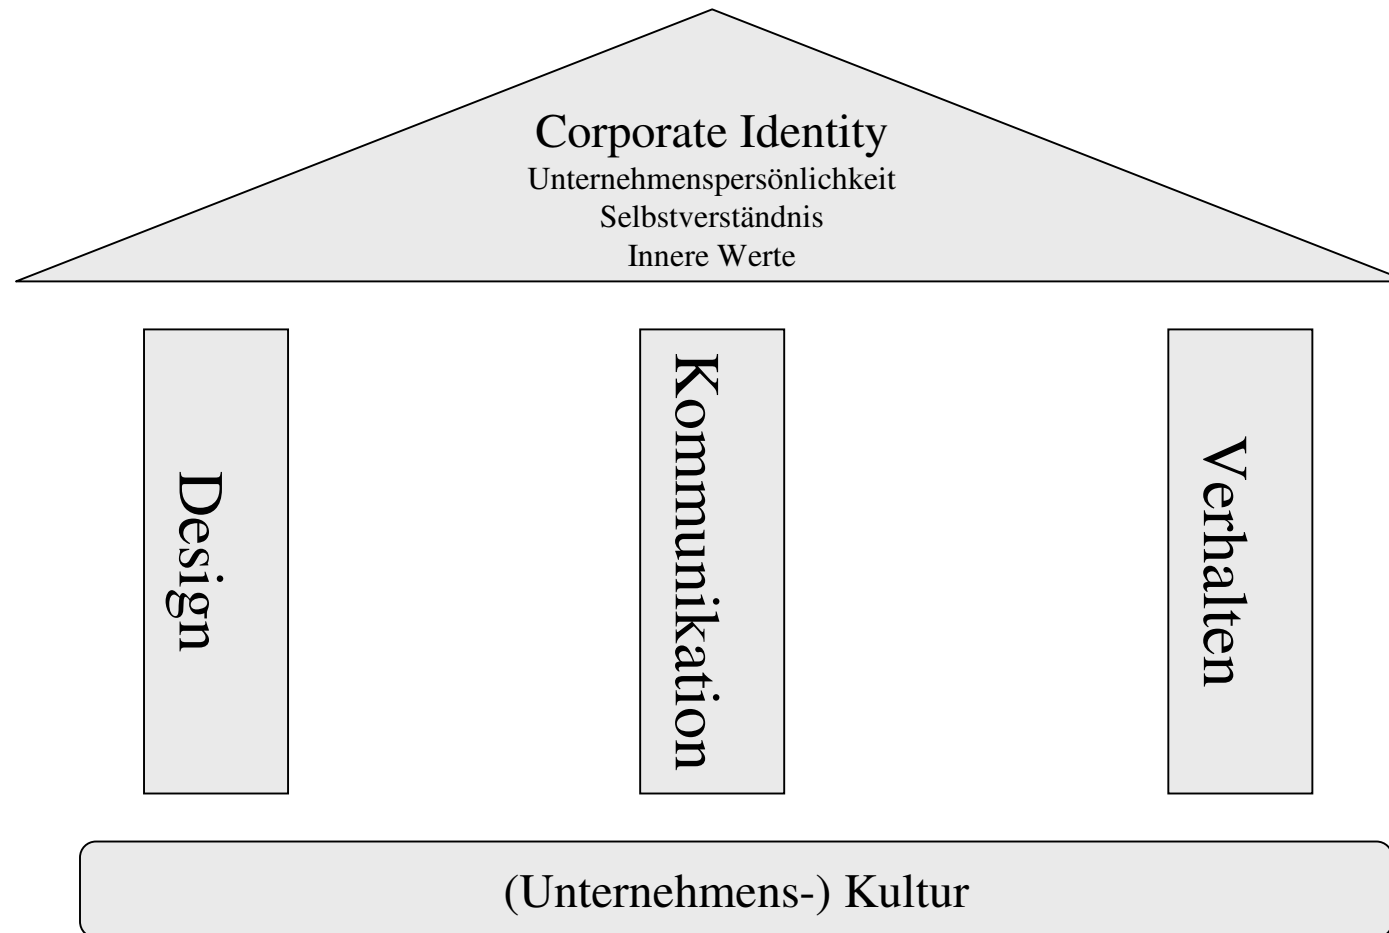 Corporate Identity
Unternehmenspersönlichkeit
Selbstverständnis
Innere Werte
Design
Kommunikation
Verhalten
(Unternehmens-) Kultur